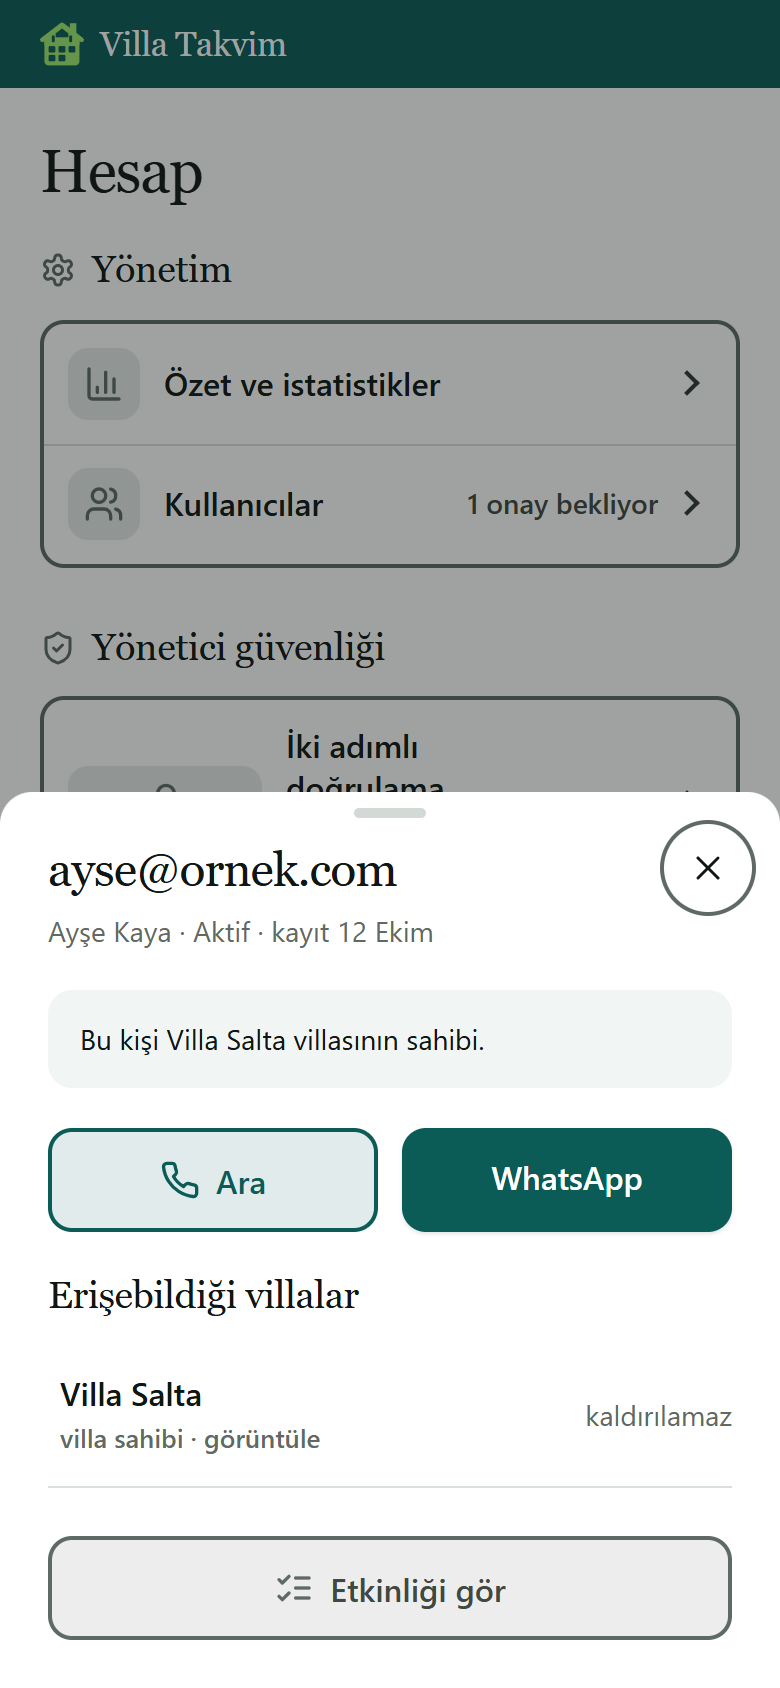 Villa Takvim
Hesap
Yönetim
Özet ve istatistikler
Kullanıcılar 1 onay bekliyor
Yönetici güvenliği
İki adımlı
doğrulama
ayse@ornek.com
Ayşe Kaya · Aktif · kayıt 12 Ekim
Bu kişi Villa Salta villasının sahibi.
Ara WhatsApp
Erişebildiği villalar
Villa Salta
villa sahibi · görüntüle kaldırılamaz
Etkinliği gör